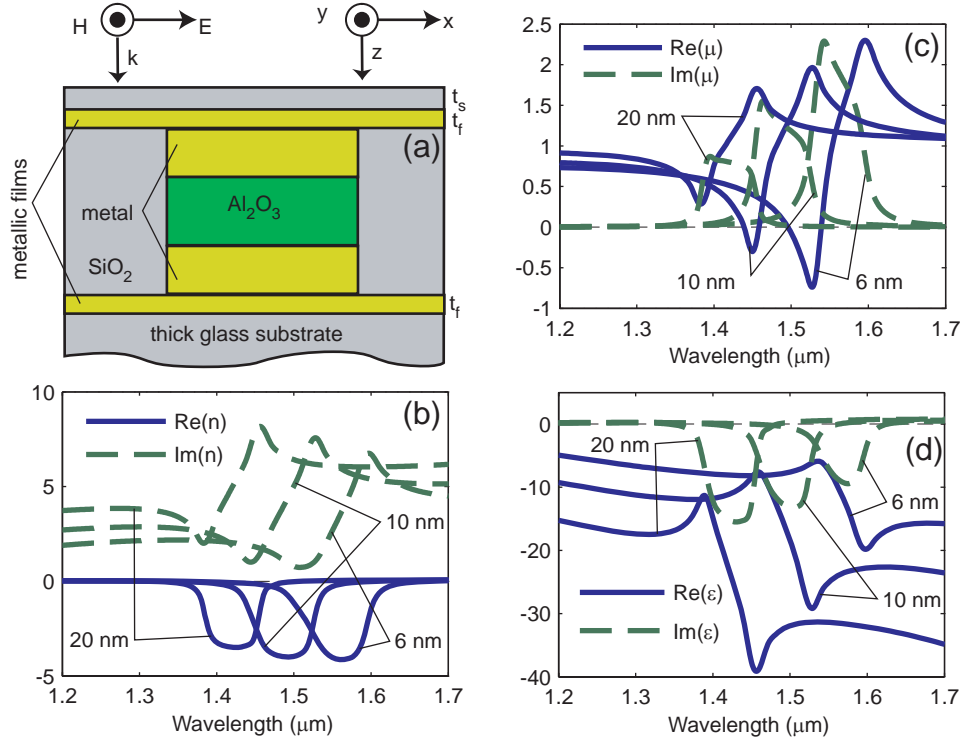 H
E
k
y
x
z
t_s
t_f
(a)
metallic films
metal
Al₂O₃
SiO₂
t_f
thick glass substrate
(b)
10
5
0
-5
Re(n)
Im(n)
10 nm
20 nm
6 nm
1.2 1.3 1.4 1.5 1.6 1.7
Wavelength (μm)
(c)
2.5
2
1.5
1
0.5
0
-0.5
-1
Re(μ)
Im(μ)
20 nm
10 nm
6 nm
1.2 1.3 1.4 1.5 1.6 1.7
Wavelength (μm)
(d)
0
-10
-20
-30
-40
20 nm
6 nm
10 nm
Re(ε)
Im(ε)
1.2 1.3 1.4 1.5 1.6 1.7
Wavelength (μm)